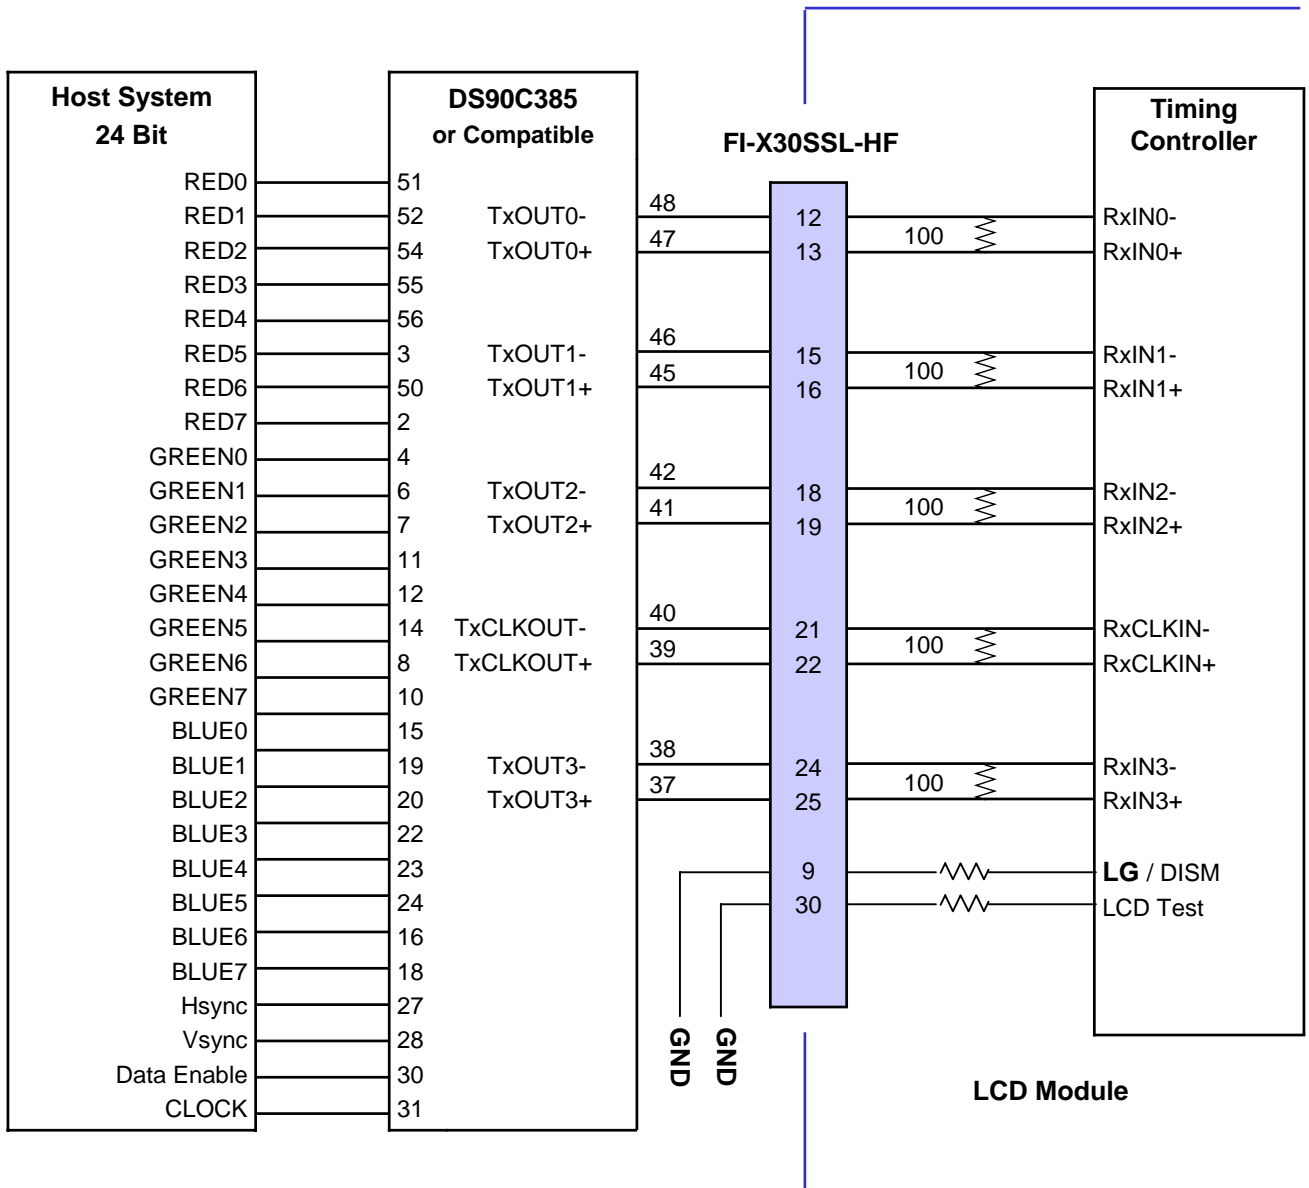 Host System
24 Bit
RED0
RED1
RED2
RED3
RED4
RED5
RED6
RED7
GREEN0
GREEN1
GREEN2
GREEN3
GREEN4
GREEN5
GREEN6
GREEN7
BLUE0
BLUE1
BLUE2
BLUE3
BLUE4
BLUE5
BLUE6
BLUE7
Hsync
Vsync
Data Enable
CLOCK
DS90C385
or Compatible
51
52 TxOUT0-
54 TxOUT0+
55
56
3 TxOUT1-
50 TxOUT1+
2
4
6 TxOUT2-
7 TxOUT2+
11
12
14 TxCLKOUT-
8 TxCLKOUT+
10
15
19 TxOUT3-
20 TxOUT3+
22
23
24
16
18
27
28
30
31
48
47
46
45
42
41
40
39
38
37
GND
GND
FI-X30SSL-HF
12
13
15
16
18
19
21
22
24
25
9
30
100
100
100
100
100
Timing
Controller
RxIN0-
RxIN0+
RxIN1-
RxIN1+
RxIN2-
RxIN2+
RxCLKIN-
RxCLKIN+
RxIN3-
RxIN3+
LG / DISM
LCD Test
LCD Module